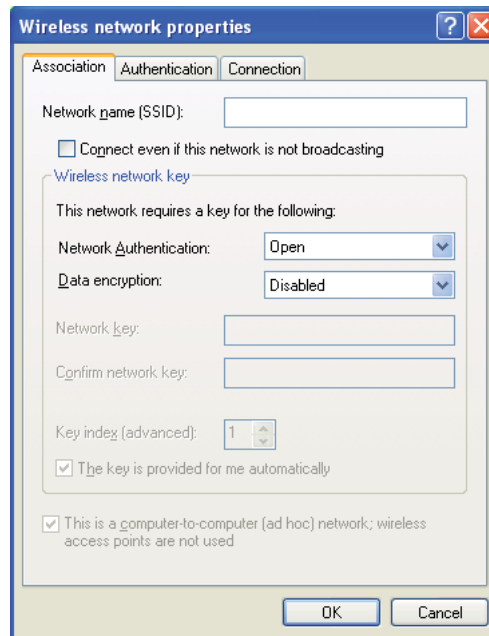 Wireless network properties
Association Authentication Connection
Network name (SSID):
Connect even if this network is not broadcasting
Wireless network key
This network requires a key for the following:
Network Authentication: Open
Data encryption: Disabled
Network key:
Confirm network key:
Key index (advanced): 1
The key is provided for me automatically
This is a computer-to-computer (ad hoc) network; wireless
access points are not used
OK Cancel